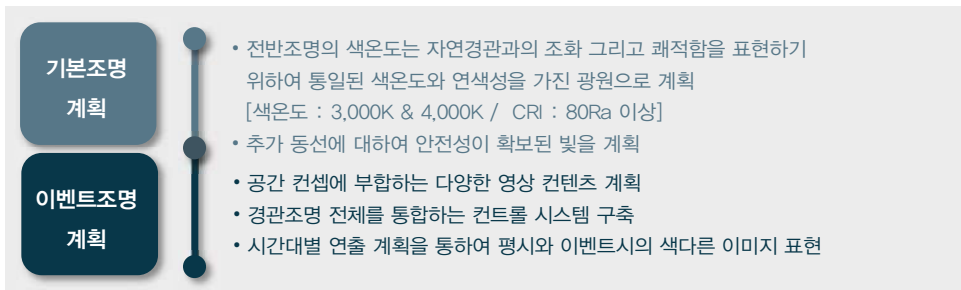 기본조명
계획
• 전반조명의 색온도는 자연경관과의 조화 그리고 쾌적함을 표현하기
위하여 통일된 색온도와 연색성을 가진 광원으로 계획
[색온도 : 3,000K & 4,000K / CRI : 80Ra 이상]
• 추가 동선에 대하여 안전성이 확보된 빛을 계획
이벤트조명
계획
• 공간 컨셉에 부합하는 다양한 영상 컨텐츠 계획
• 경관조명 전체를 통합하는 컨트롤 시스템 구축
• 시간대별 연출 계획을 통하여 평시와 이벤트시의 색다른 이미지 표현